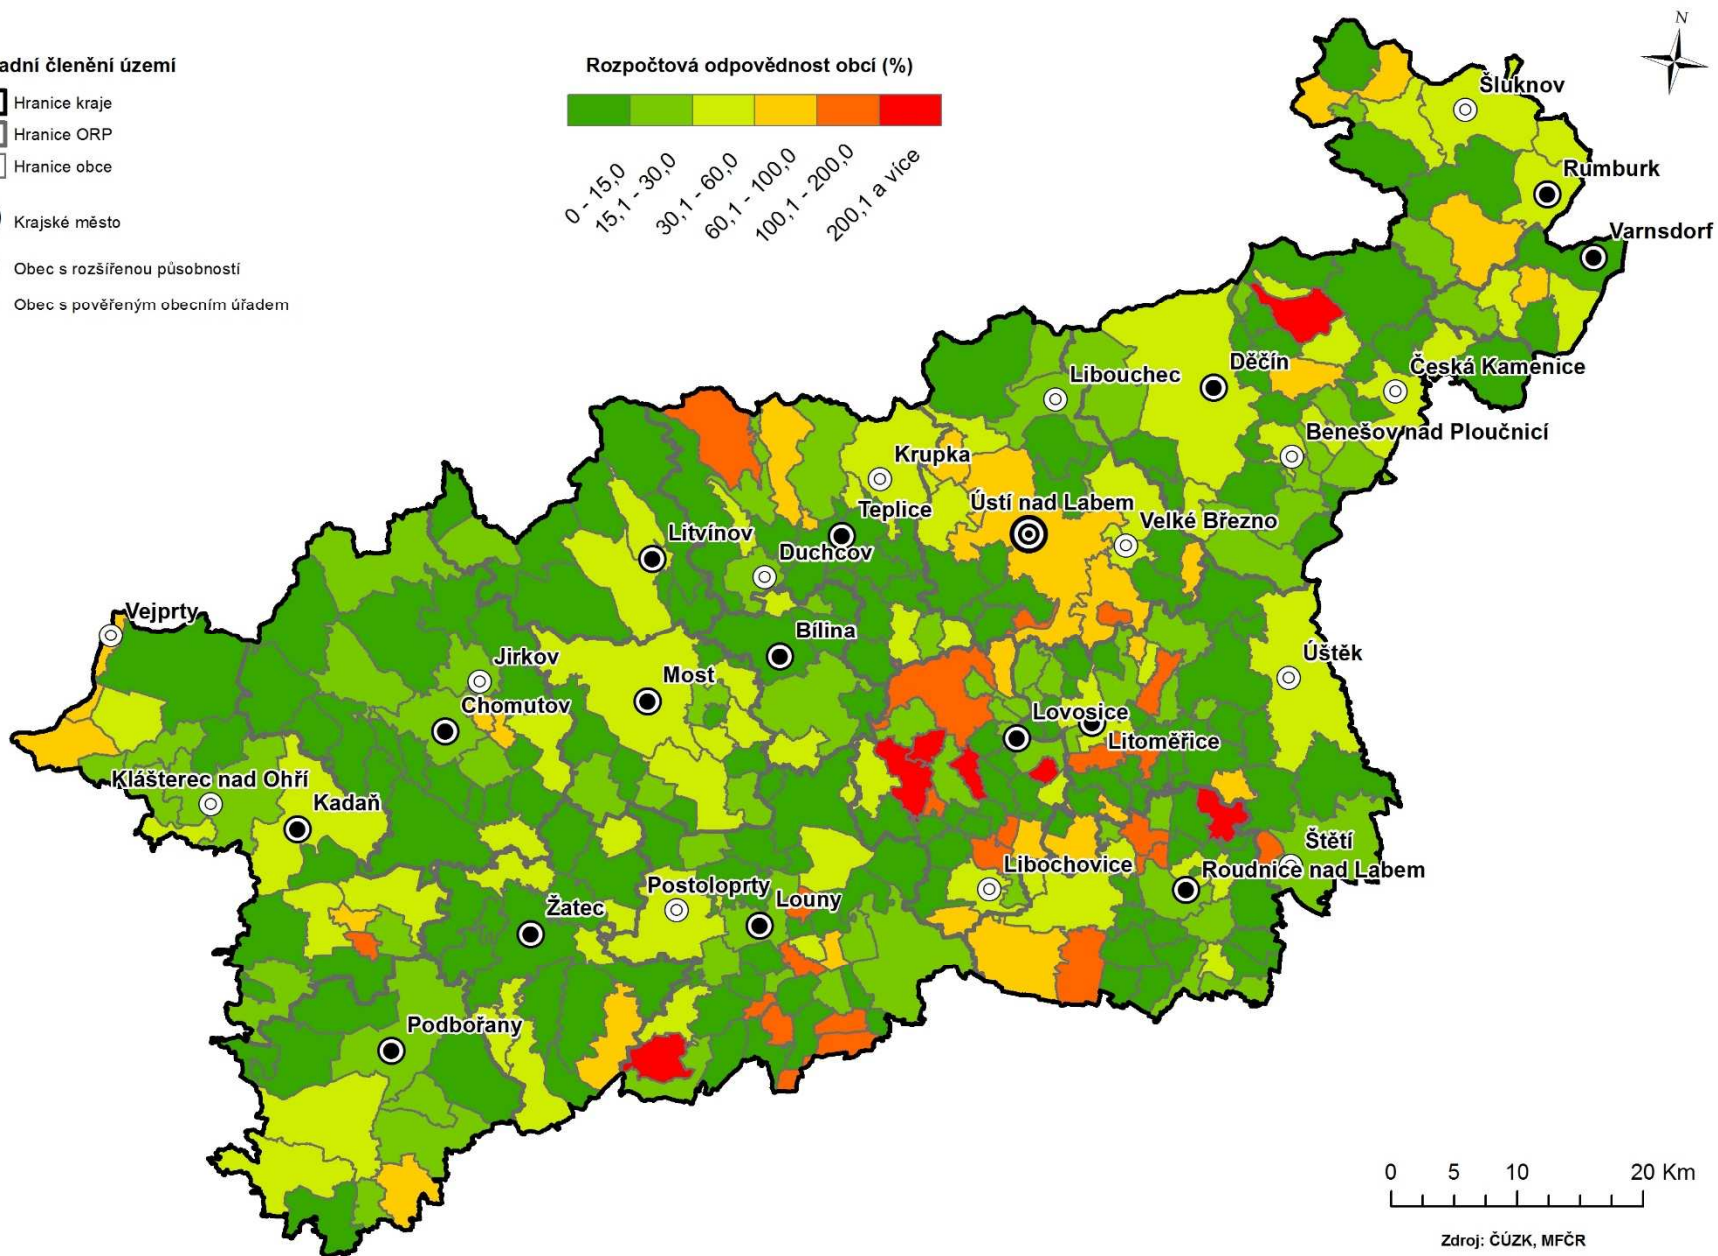 adní členění území
Hranice kraje
Hranice ORP
Hranice obce
Krajské město
Obec s rozšířenou působností
Obec s pověřeným obecním úřadem
Rozpočtová odpovědnost obcí (%)
0 - 15,0
15,1 - 30,0
30,1 - 60,0
60,1 - 100,0
100,1 - 200,0
200,1 a více
N
Šluknov
Rumburk
Varnsdorf
Děčín
Libouchec
Česká Kamenice
Benešov nad Ploučnicí
Krupka
Teplice
Ústí nad Labem
Velké Březno
Litvínov
Duchcov
Vejprty
Bílina
Jirkov
Most
Úštěk
Chomutov
Lovosice
Litoměřice
Klášterec nad Ohří
Kadaň
Štětí
Libochovice
Roudnice nad Labem
Postoloprty
Louny
Žatec
Podbořany
0 5 10 20 Km
Zdroj: ČÚZK, MFČR